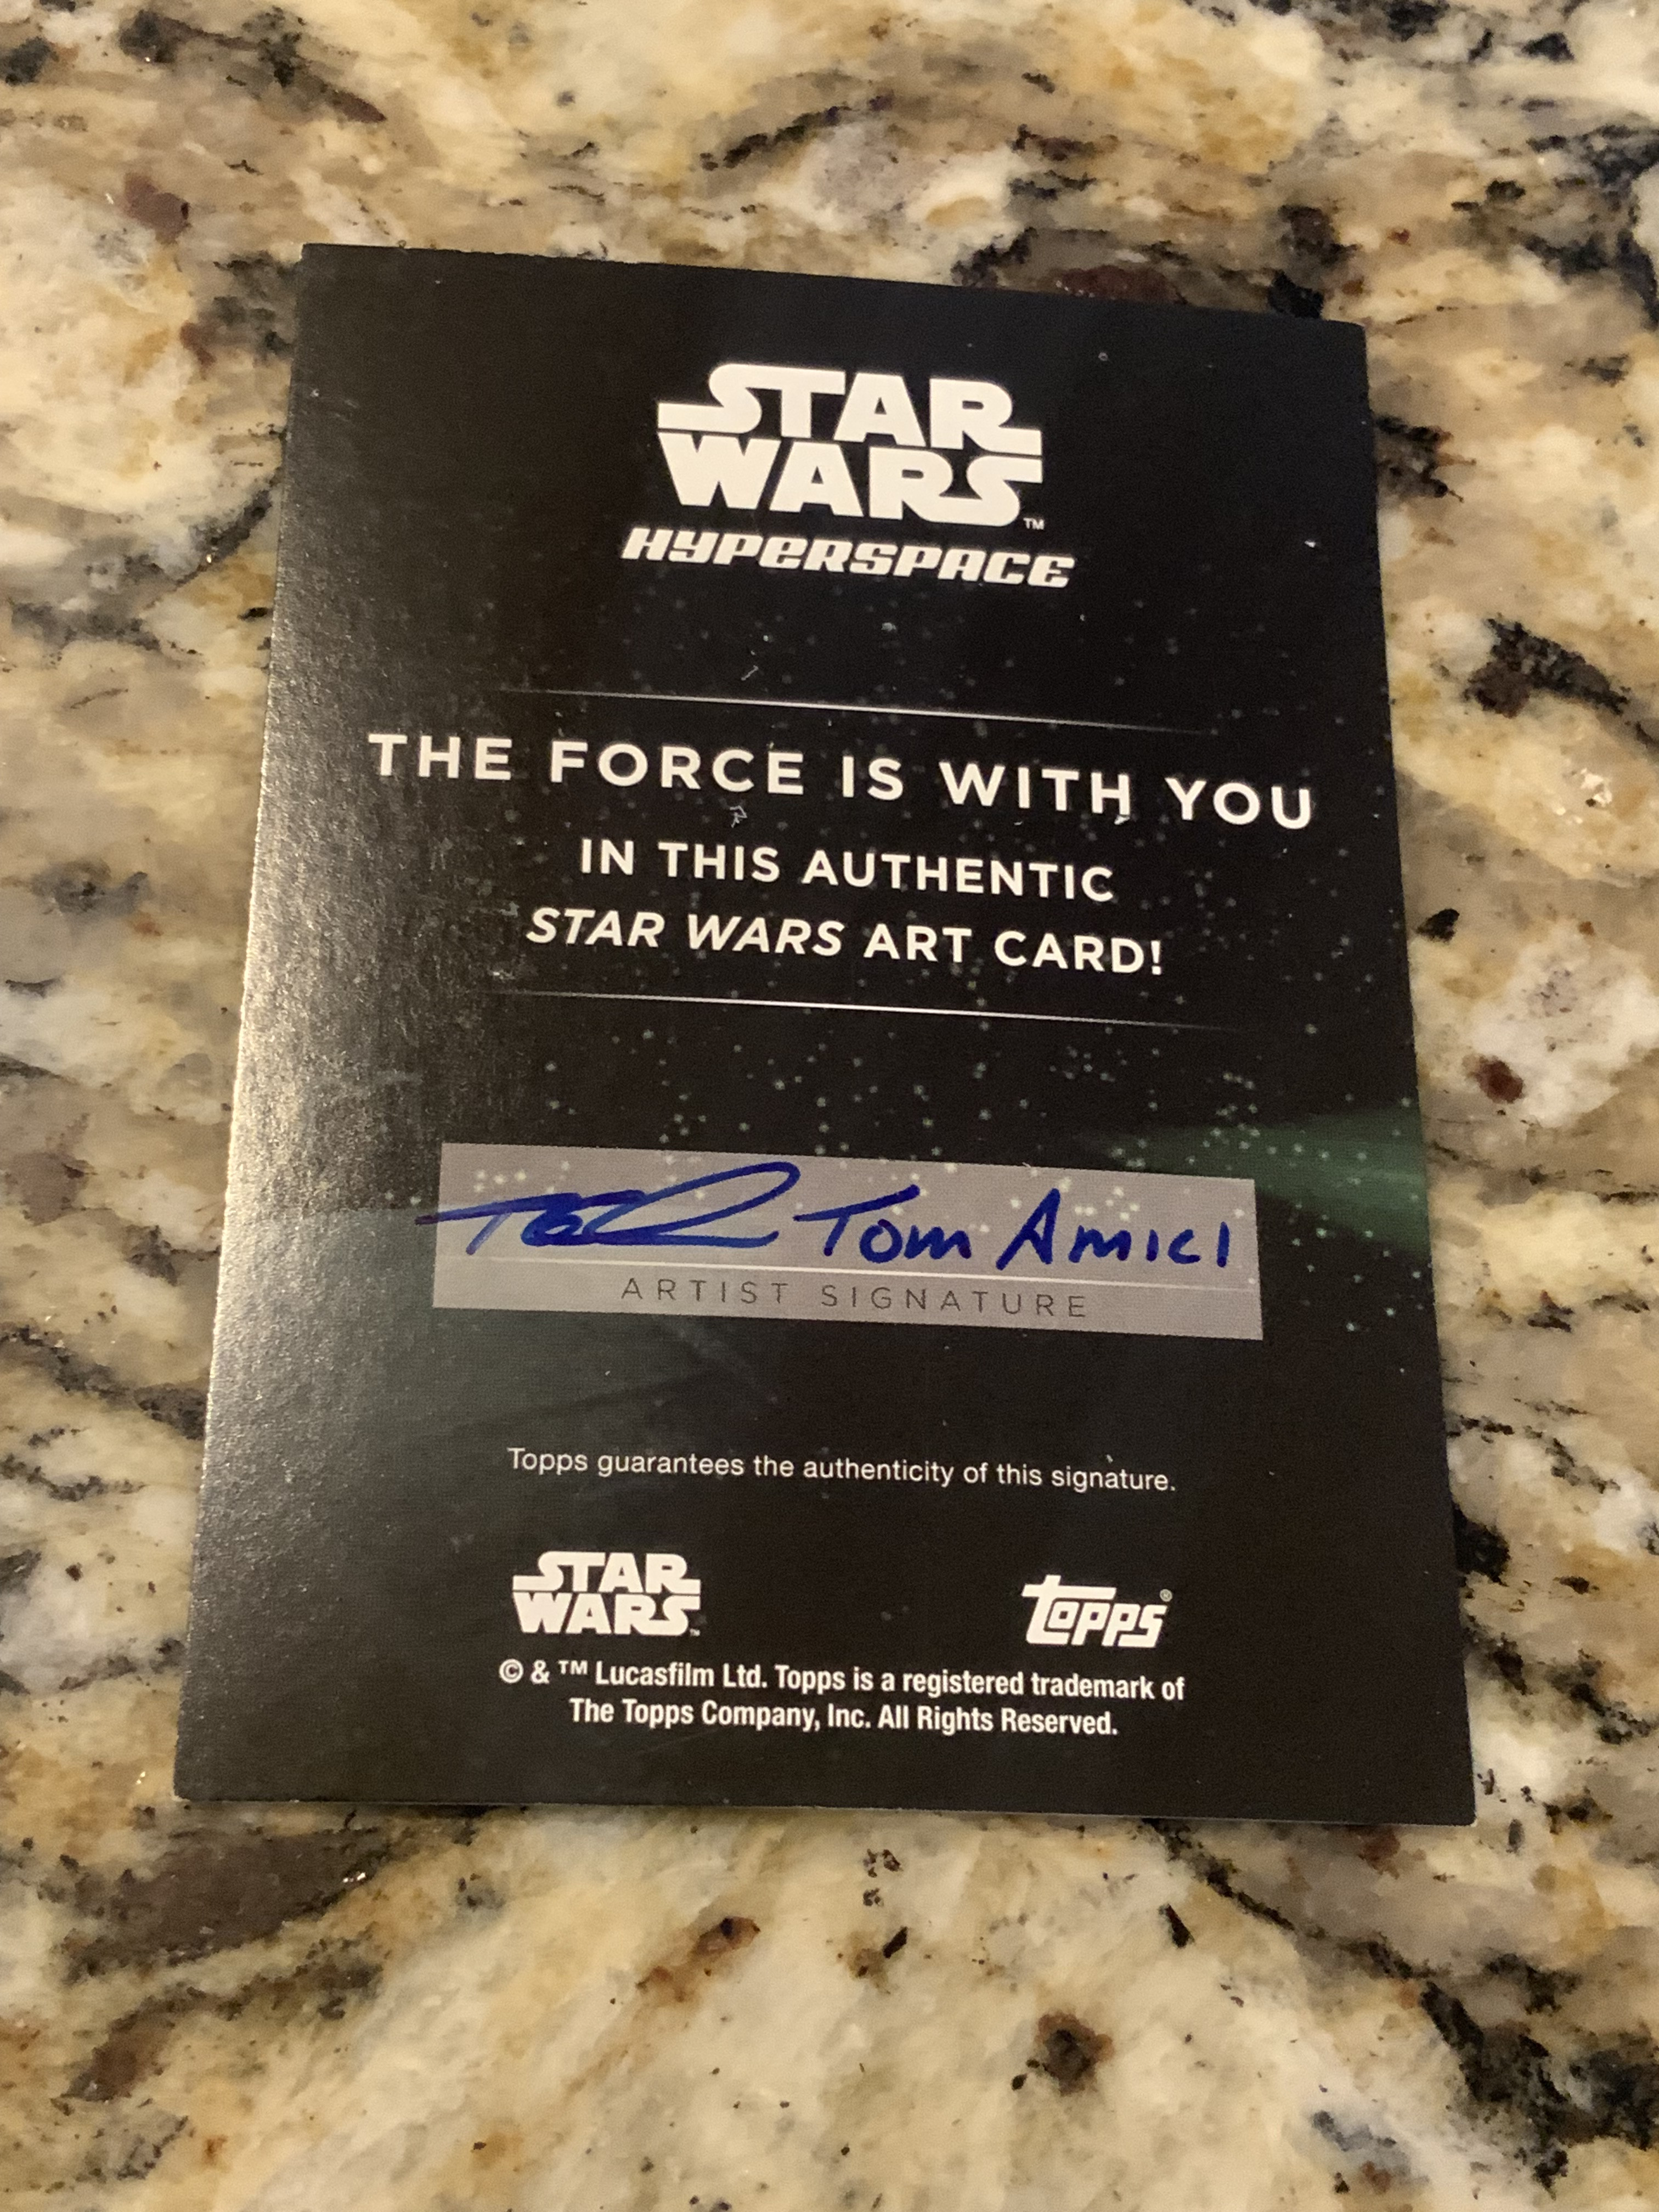 STAR
WARS™
HYPERSPACE
THE FORCE IS WITH YOU
IN THIS AUTHENTIC
STAR WARS ART CARD!
Tom Amici
ARTIST SIGNATURE
Topps guarantees the authenticity of this signature.
STAR
WARS™
Topps®
© & ™ Lucasfilm Ltd. Topps is a registered trademark of
The Topps Company, Inc. All Rights Reserved.